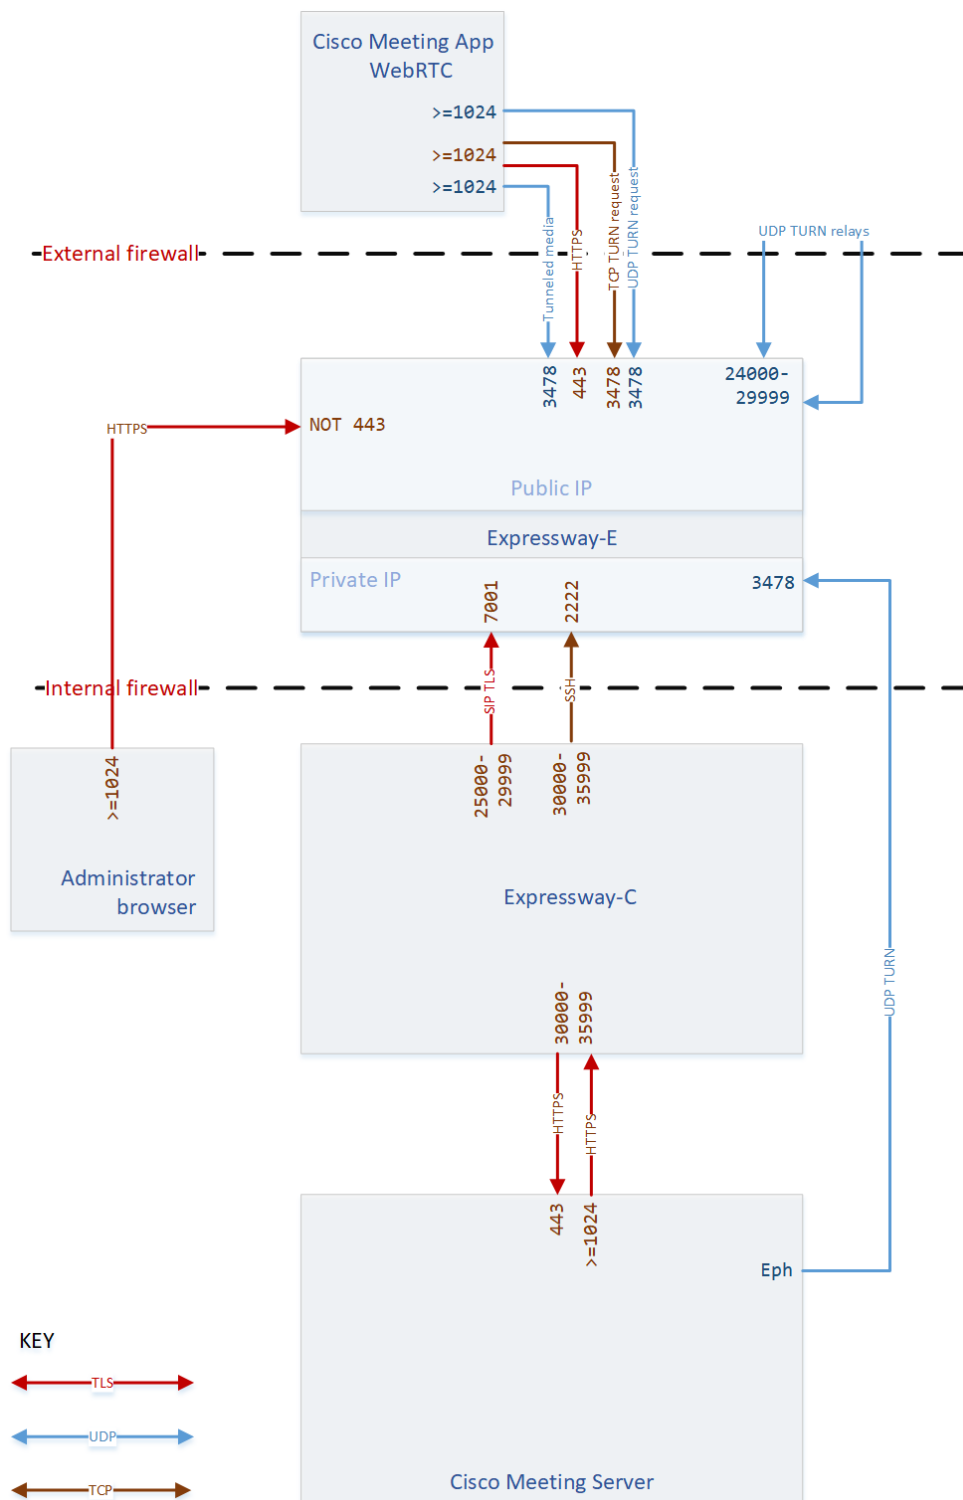 Cisco Meeting App
WebRTC
>=1024
>=1024
>=1024
External firewall
Tunneled media
HTTPS
TCP TURN request
UDP TURN request
UDP TURN relays
3478
443
3478
3478
24000-
29999
HTTPS
NOT 443
Public IP
Expressway-E
Private IP
7001
2222
3478
Internal firewall
SIP TLS
SSH
>=1024
Administrator
browser
25000-
29999
30000-
35999
Expressway-C
30000-
35999
UDP TURN
HTTPS
HTTPS
443
>=1024
Eph
KEY
TLS
UDP
TCP
Cisco Meeting Server